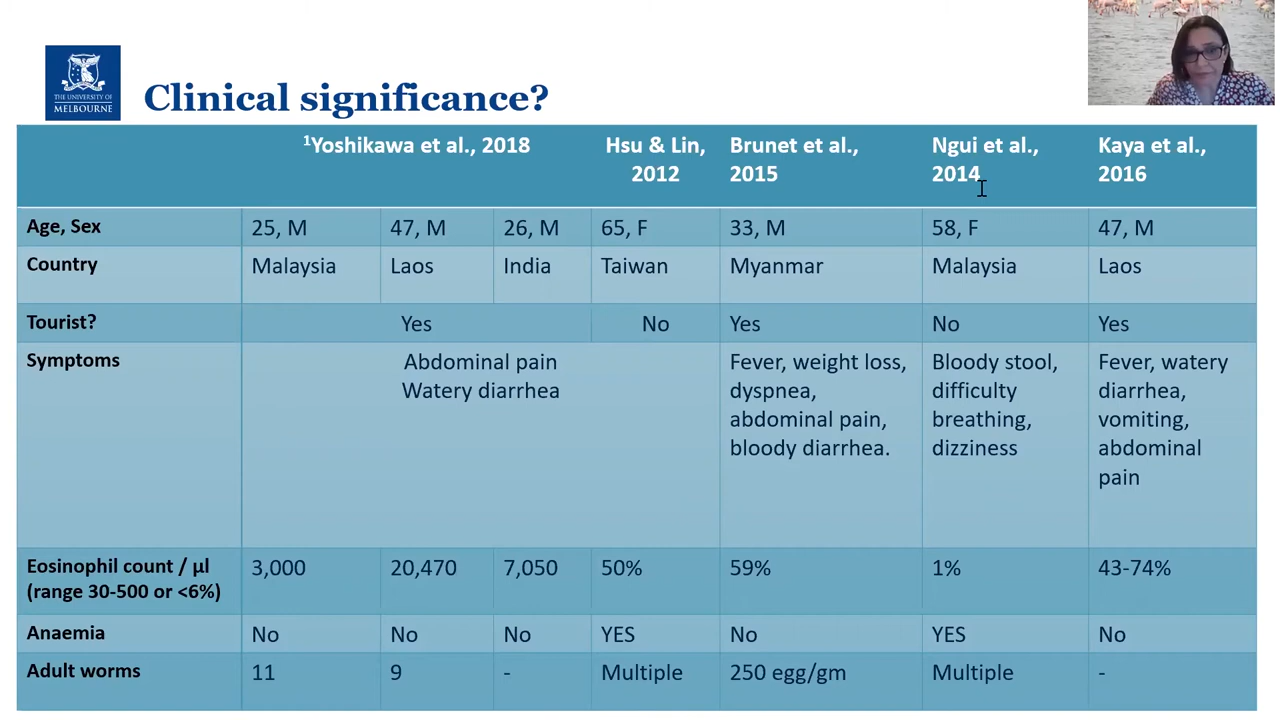 THE UNIVERSITY OF
MELBOURNE
Clinical significance?
¹Yoshikawa et al., 2018
Hsu & Lin,
2012
Brunet et al.,
2015
Ngui et al.,
2014
Kaya et al.,
2016
Age, Sex
25, M
47, M
26, M
65, F
33, M
58, F
47, M
Country
Malaysia
Laos
India
Taiwan
Myanmar
Malaysia
Laos
Tourist?
Yes
No
Yes
No
Yes
Symptoms
Abdominal pain
Watery diarrhea
Fever, weight loss,
dyspnea,
abdominal pain,
bloody diarrhea.
Bloody stool,
difficulty
breathing,
dizziness
Fever, watery
diarrhea,
vomiting,
abdominal
pain
Eosinophil count / µl
(range 30-500 or <6%)
3,000
20,470
7,050
50%
59%
1%
43-74%
Anaemia
No
No
No
YES
No
YES
No
Adult worms
11
9
-
Multiple
250 egg/gm
Multiple
-